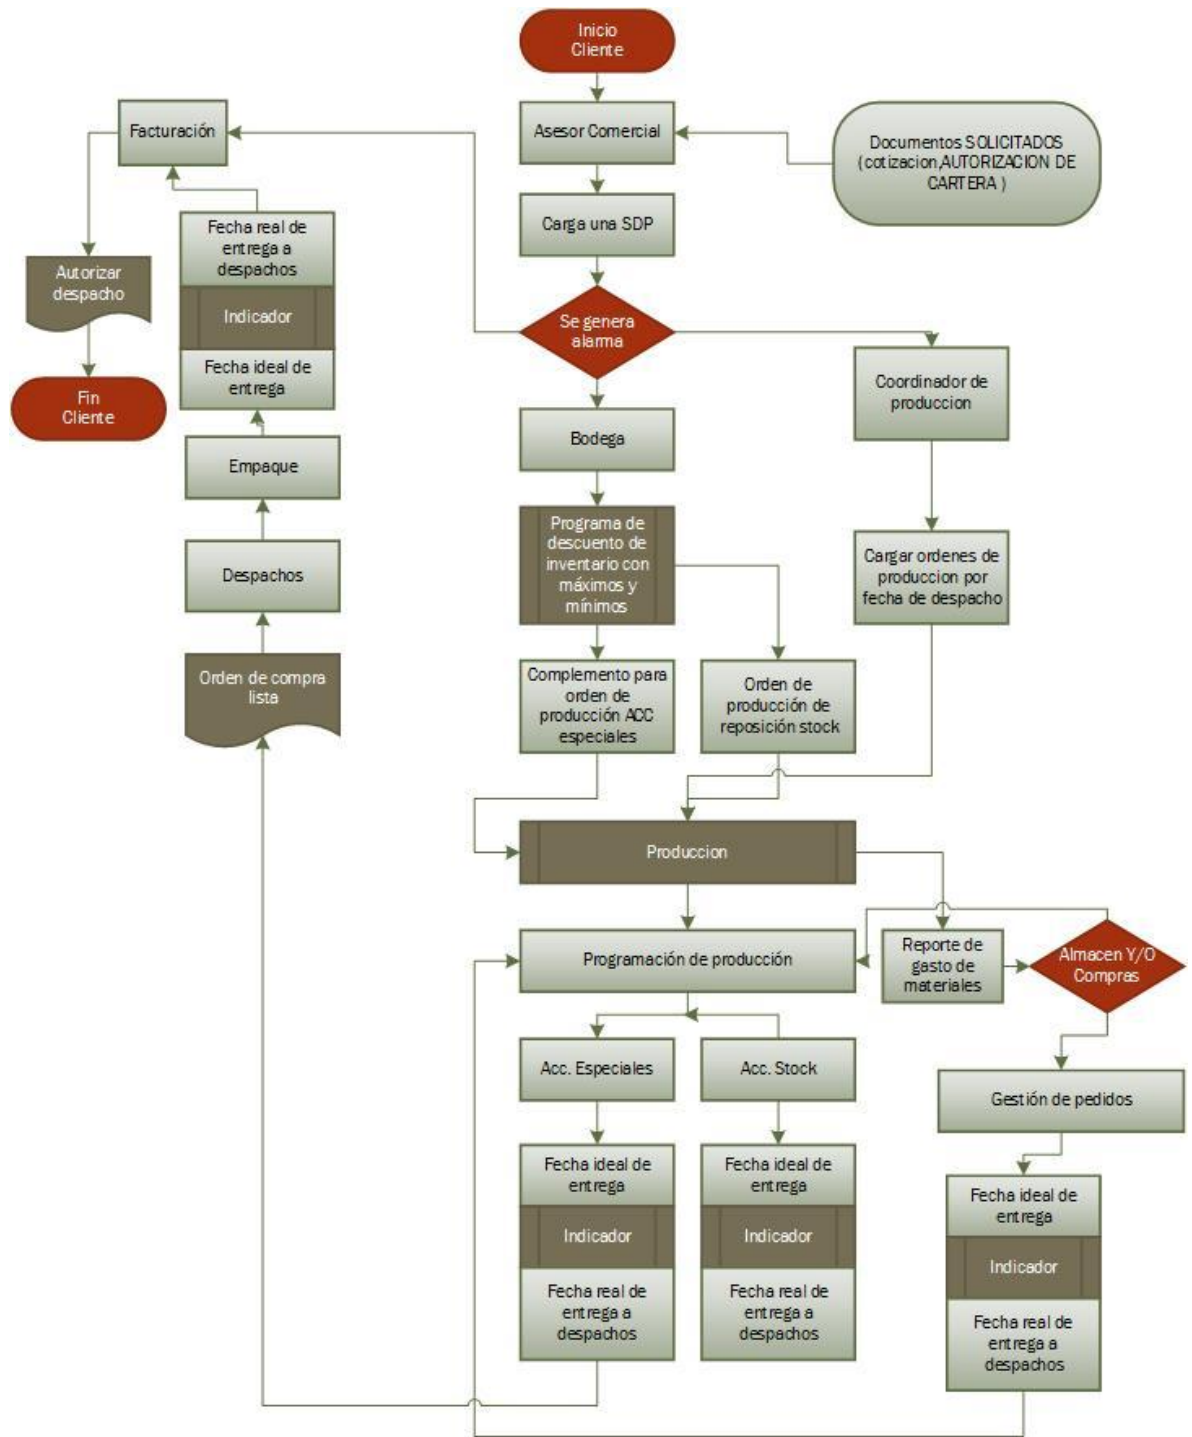 Inicio
Cliente
Asesor Comercial
Documentos SOLICITADOS
(cotizacion,AUTORIZACION DE
CARTERA )
Carga una SDP
Se genera
alarma
Facturación
Autorizar
despacho
Fin
Cliente
Fecha real de
entrega a
despachos
Indicador
Fecha ideal de
entrega
Empaque
Despachos
Orden de compra
lista
Bodega
Programa de
descuento de
inventario con
máximos y
mínimos
Coordinador de
produccion
Cargar ordenes de
produccion por
fecha de despacho
Complemento para
orden de
producción ACC
especiales
Orden de
producción de
reposición stock
Produccion
Programación de producción
Reporte de
gasto de
materiales
Almacen Y/O
Compras
Acc. Especiales
Acc. Stock
Gestión de pedidos
Fecha ideal de
entrega
Indicador
Fecha real de
entrega a
despachos
Fecha ideal de
entrega
Indicador
Fecha real de
entrega a
despachos
Fecha ideal de
entrega
Indicador
Fecha real de
entrega a
despachos